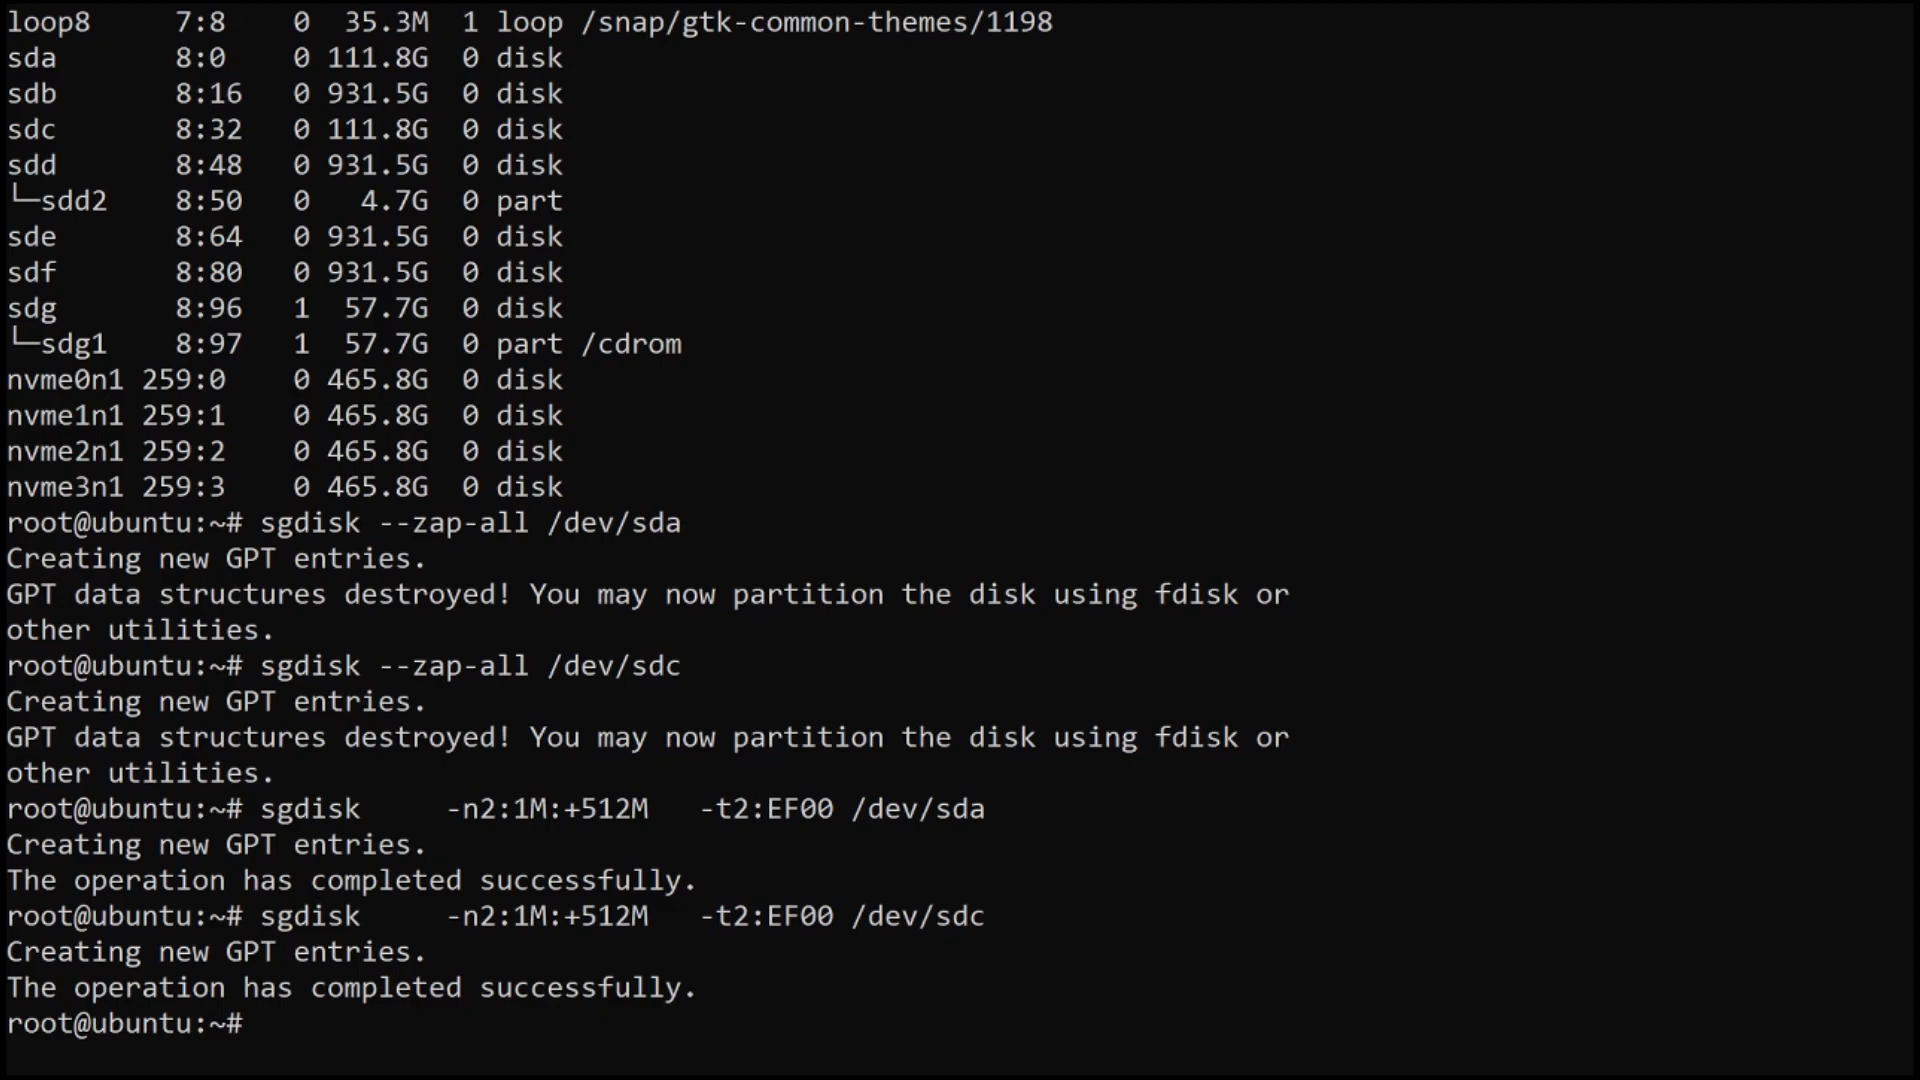 loop8     7:8    0  35.3M  1 loop /snap/gtk-common-themes/1198
sda       8:0    0 111.8G  0 disk
sdb       8:16   0 931.5G  0 disk
sdc       8:32   0 111.8G  0 disk
sdd       8:48   0 931.5G  0 disk
└─sdd2    8:50   0   4.7G  0 part
sde       8:64   0 931.5G  0 disk
sdf       8:80   0 931.5G  0 disk
sdg       8:96   1  57.7G  0 disk
└─sdg1    8:97   1  57.7G  0 part /cdrom
nvme0n1 259:0    0 465.8G  0 disk
nvme1n1 259:1    0 465.8G  0 disk
nvme2n1 259:2    0 465.8G  0 disk
nvme3n1 259:3    0 465.8G  0 disk
root@ubuntu:~# sgdisk --zap-all /dev/sda
Creating new GPT entries.
GPT data structures destroyed! You may now partition the disk using fdisk or
other utilities.
root@ubuntu:~# sgdisk --zap-all /dev/sdc
Creating new GPT entries.
GPT data structures destroyed! You may now partition the disk using fdisk or
other utilities.
root@ubuntu:~# sgdisk     -n2:1M:+512M   -t2:EF00 /dev/sda
Creating new GPT entries.
The operation has completed successfully.
root@ubuntu:~# sgdisk     -n2:1M:+512M   -t2:EF00 /dev/sdc
Creating new GPT entries.
The operation has completed successfully.
root@ubuntu:~#